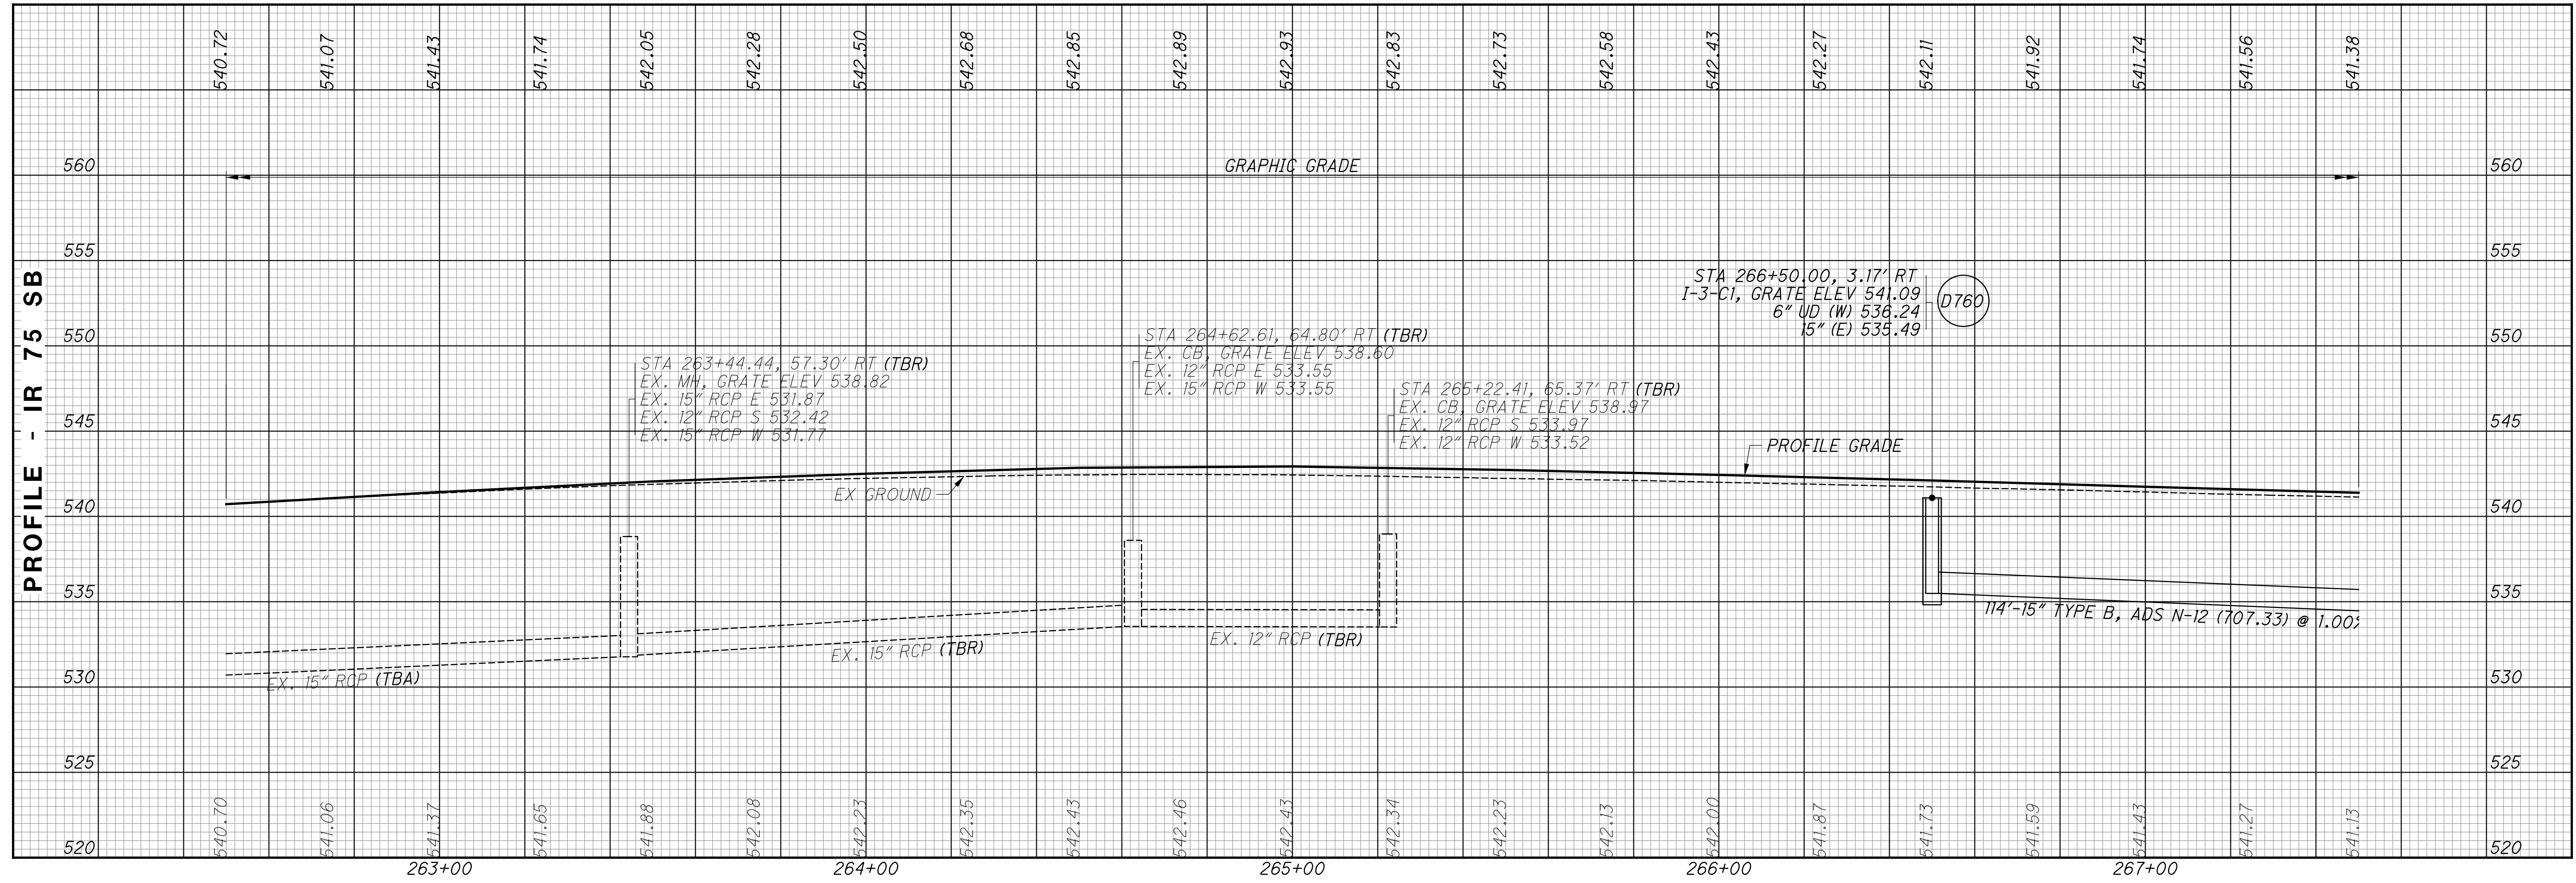 540.72
541.07
541.43
541.74
542.05
542.28
542.50
542.68
542.85
542.89
542.93
542.83
542.73
542.58
542.43
542.27
542.11
541.92
541.74
541.56
541.38
PROFILE - IR 75 SB
560
GRAPHIC GRADE
560
555
555
STA 266+50.00, 3.17' RT
I-3-C1, GRATE ELEV 541.09
6" UD (W) 536.24
15" (E) 535.49
D760
550
550
STA 263+44.44, 57.30' RT (TBR)
EX. MH, GRATE ELEV 538.82
EX. 15" RCP E 531.87
EX. 12" RCP S 532.42
EX. 15" RCP W 531.77
STA 264+62.61, 64.80' RT (TBR)
EX. CB, GRATE ELEV 538.60
EX. 12" RCP E 533.55
EX. 15" RCP W 533.55
STA 265+22.41, 65.37' RT (TBR)
EX. CB, GRATE ELEV 538.97
EX. 12" RCP S 533.97
EX. 12" RCP W 533.52
545
545
PROFILE GRADE
EX GROUND
540
540
535
535
114'-15" TYPE B, ADS N-12 (707.33) @ 1.00%
EX. 12" RCP (TBR)
EX. 15" RCP (TBR)
EX. 15" RCP (TBA)
530
530
525
525
540.70
541.06
541.37
541.65
541.88
542.08
542.23
542.35
542.43
542.46
542.43
542.34
542.23
542.13
542.00
541.87
541.73
541.59
541.43
541.27
541.13
520
520
263+00
264+00
265+00
266+00
267+00